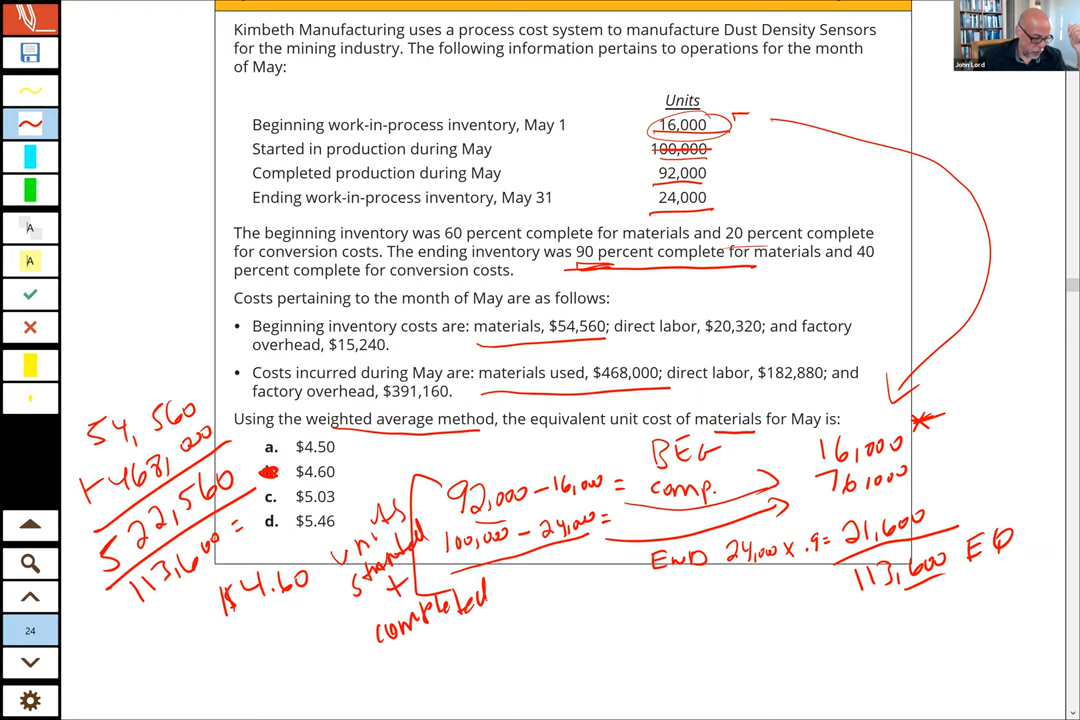 Kimbeth Manufacturing uses a process cost system to manufacture Dust Density Sensors
for the mining industry. The following information pertains to operations for the month
of May:
John Lord
Units
Beginning work-in-process inventory, May 1 16,000
Started in production during May 100,000
Completed production during May 92,000
Ending work-in-process inventory, May 31 24,000
The beginning inventory was 60 percent complete for materials and 20 percent complete
for conversion costs. The ending inventory was 90 percent complete for materials and 40
percent complete for conversion costs.
Costs pertaining to the month of May are as follows:
• Beginning inventory costs are: materials, $54,560; direct labor, $20,320; and factory
overhead, $15,240.
• Costs incurred during May are: materials used, $468,000; direct labor, $182,880; and
factory overhead, $391,160.
Using the weighted average method, the equivalent unit cost of materials for May is:
a. $4.50
$4.60
c. $5.03
d. $5.46
54,560
+468,000
522,560 =
113,600
$4.60
units
started
+
completed
92,000 - 16,000 =
100,000 - 24,000 =
BEG
comp.
END 24,000 x .9 = 21,600
16,000 *
76,000
113,600 EQ
A
A
24